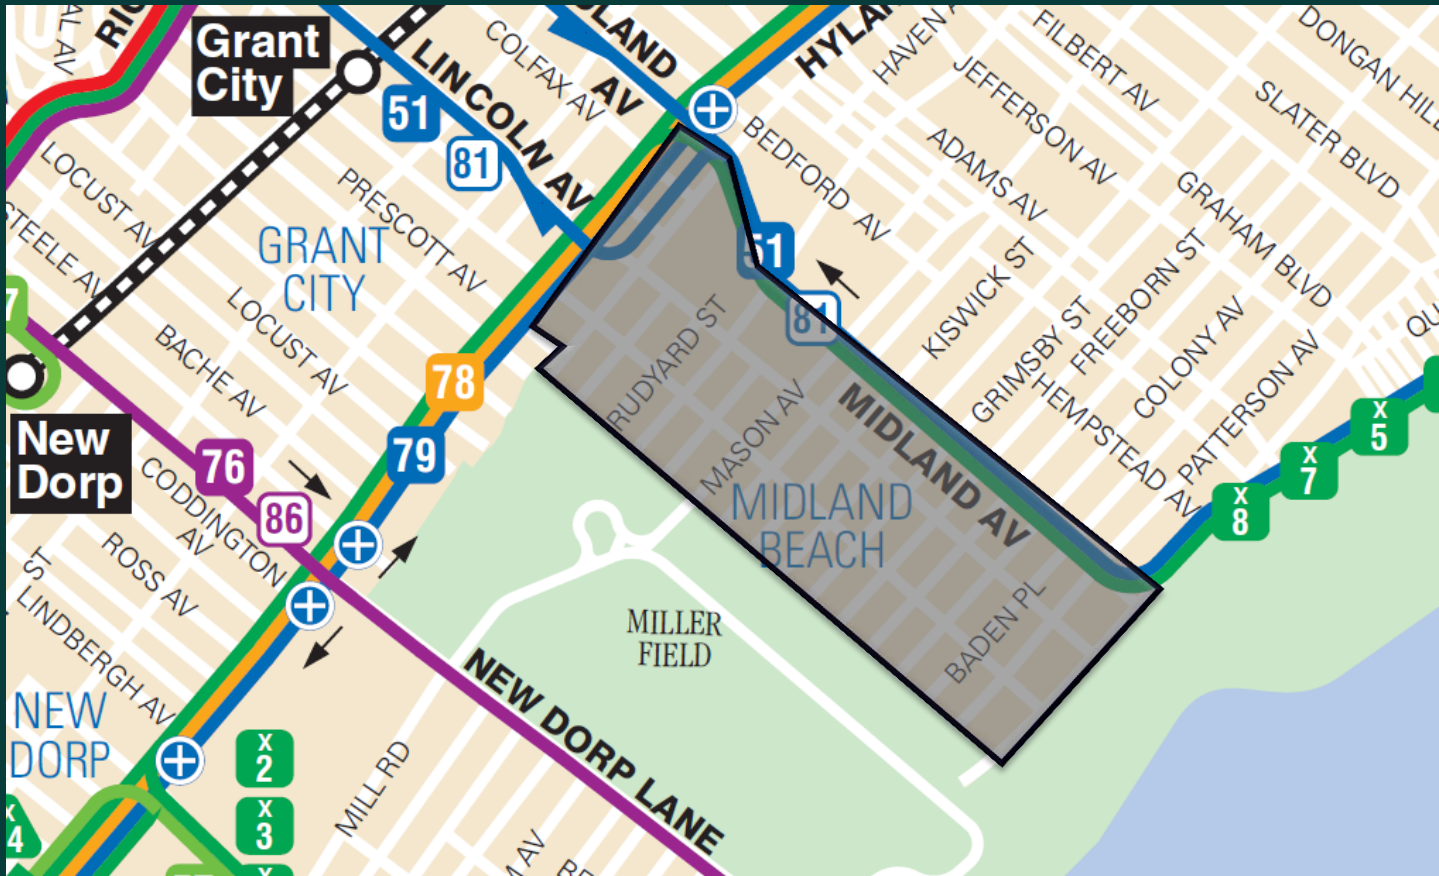 Grant
City
LINCOLN AV
COLFAX AV
AV
HAVEN
FILBERT AV
JEFFERSON AV
DONGAN HILL
SLATER BLVD
51
81
BEDFORD AV
ADAMS AV
GRAHAM BLVD
LOCUST AV
STEELE AV
PRESCOTT AV
GRANT
CITY
51
81
KISWICK ST
FREEBORN ST
GRIMSBY ST
COLONY AV
HEMPSTEAD AV
PATTERSON AV
7
BACHE AV
LOCUST AV
78
RUDYARD ST
MASON AV
MIDLAND AV
New
Dorp
76
79
86
CODDINGTON
AV
MIDLAND
BEACH
X
5
X
7
X
8
ST
ROSS AV
LINDBERGH AV
MILLER
FIELD
BADEN PL
NEW DORP LANE
NEW
DORP
MILL RD
X
2
X
3
X
4
X